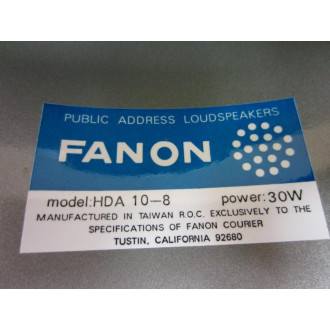 PUBLIC ADDRESS LOUDSPEAKERS
FANON
model:HDA 10-8 power:30W
MANUFACTURED IN TAIWAN R.O.C. EXCLUSIVELY TO THE
SPECIFICATIONS OF FANON COURIER
TUSTIN, CALIFORNIA 92680